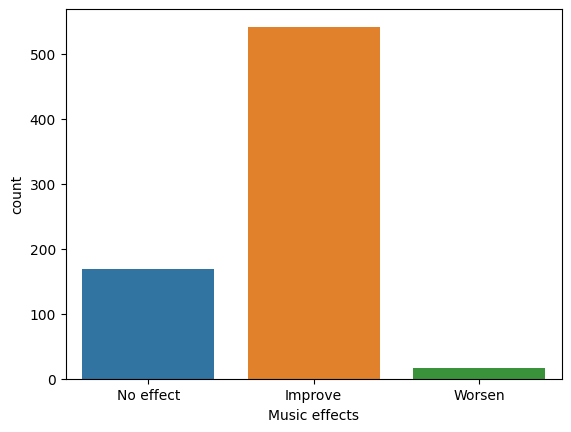 500
400
300
200
100
0
count
No effect
Improve
Worsen
Music effects